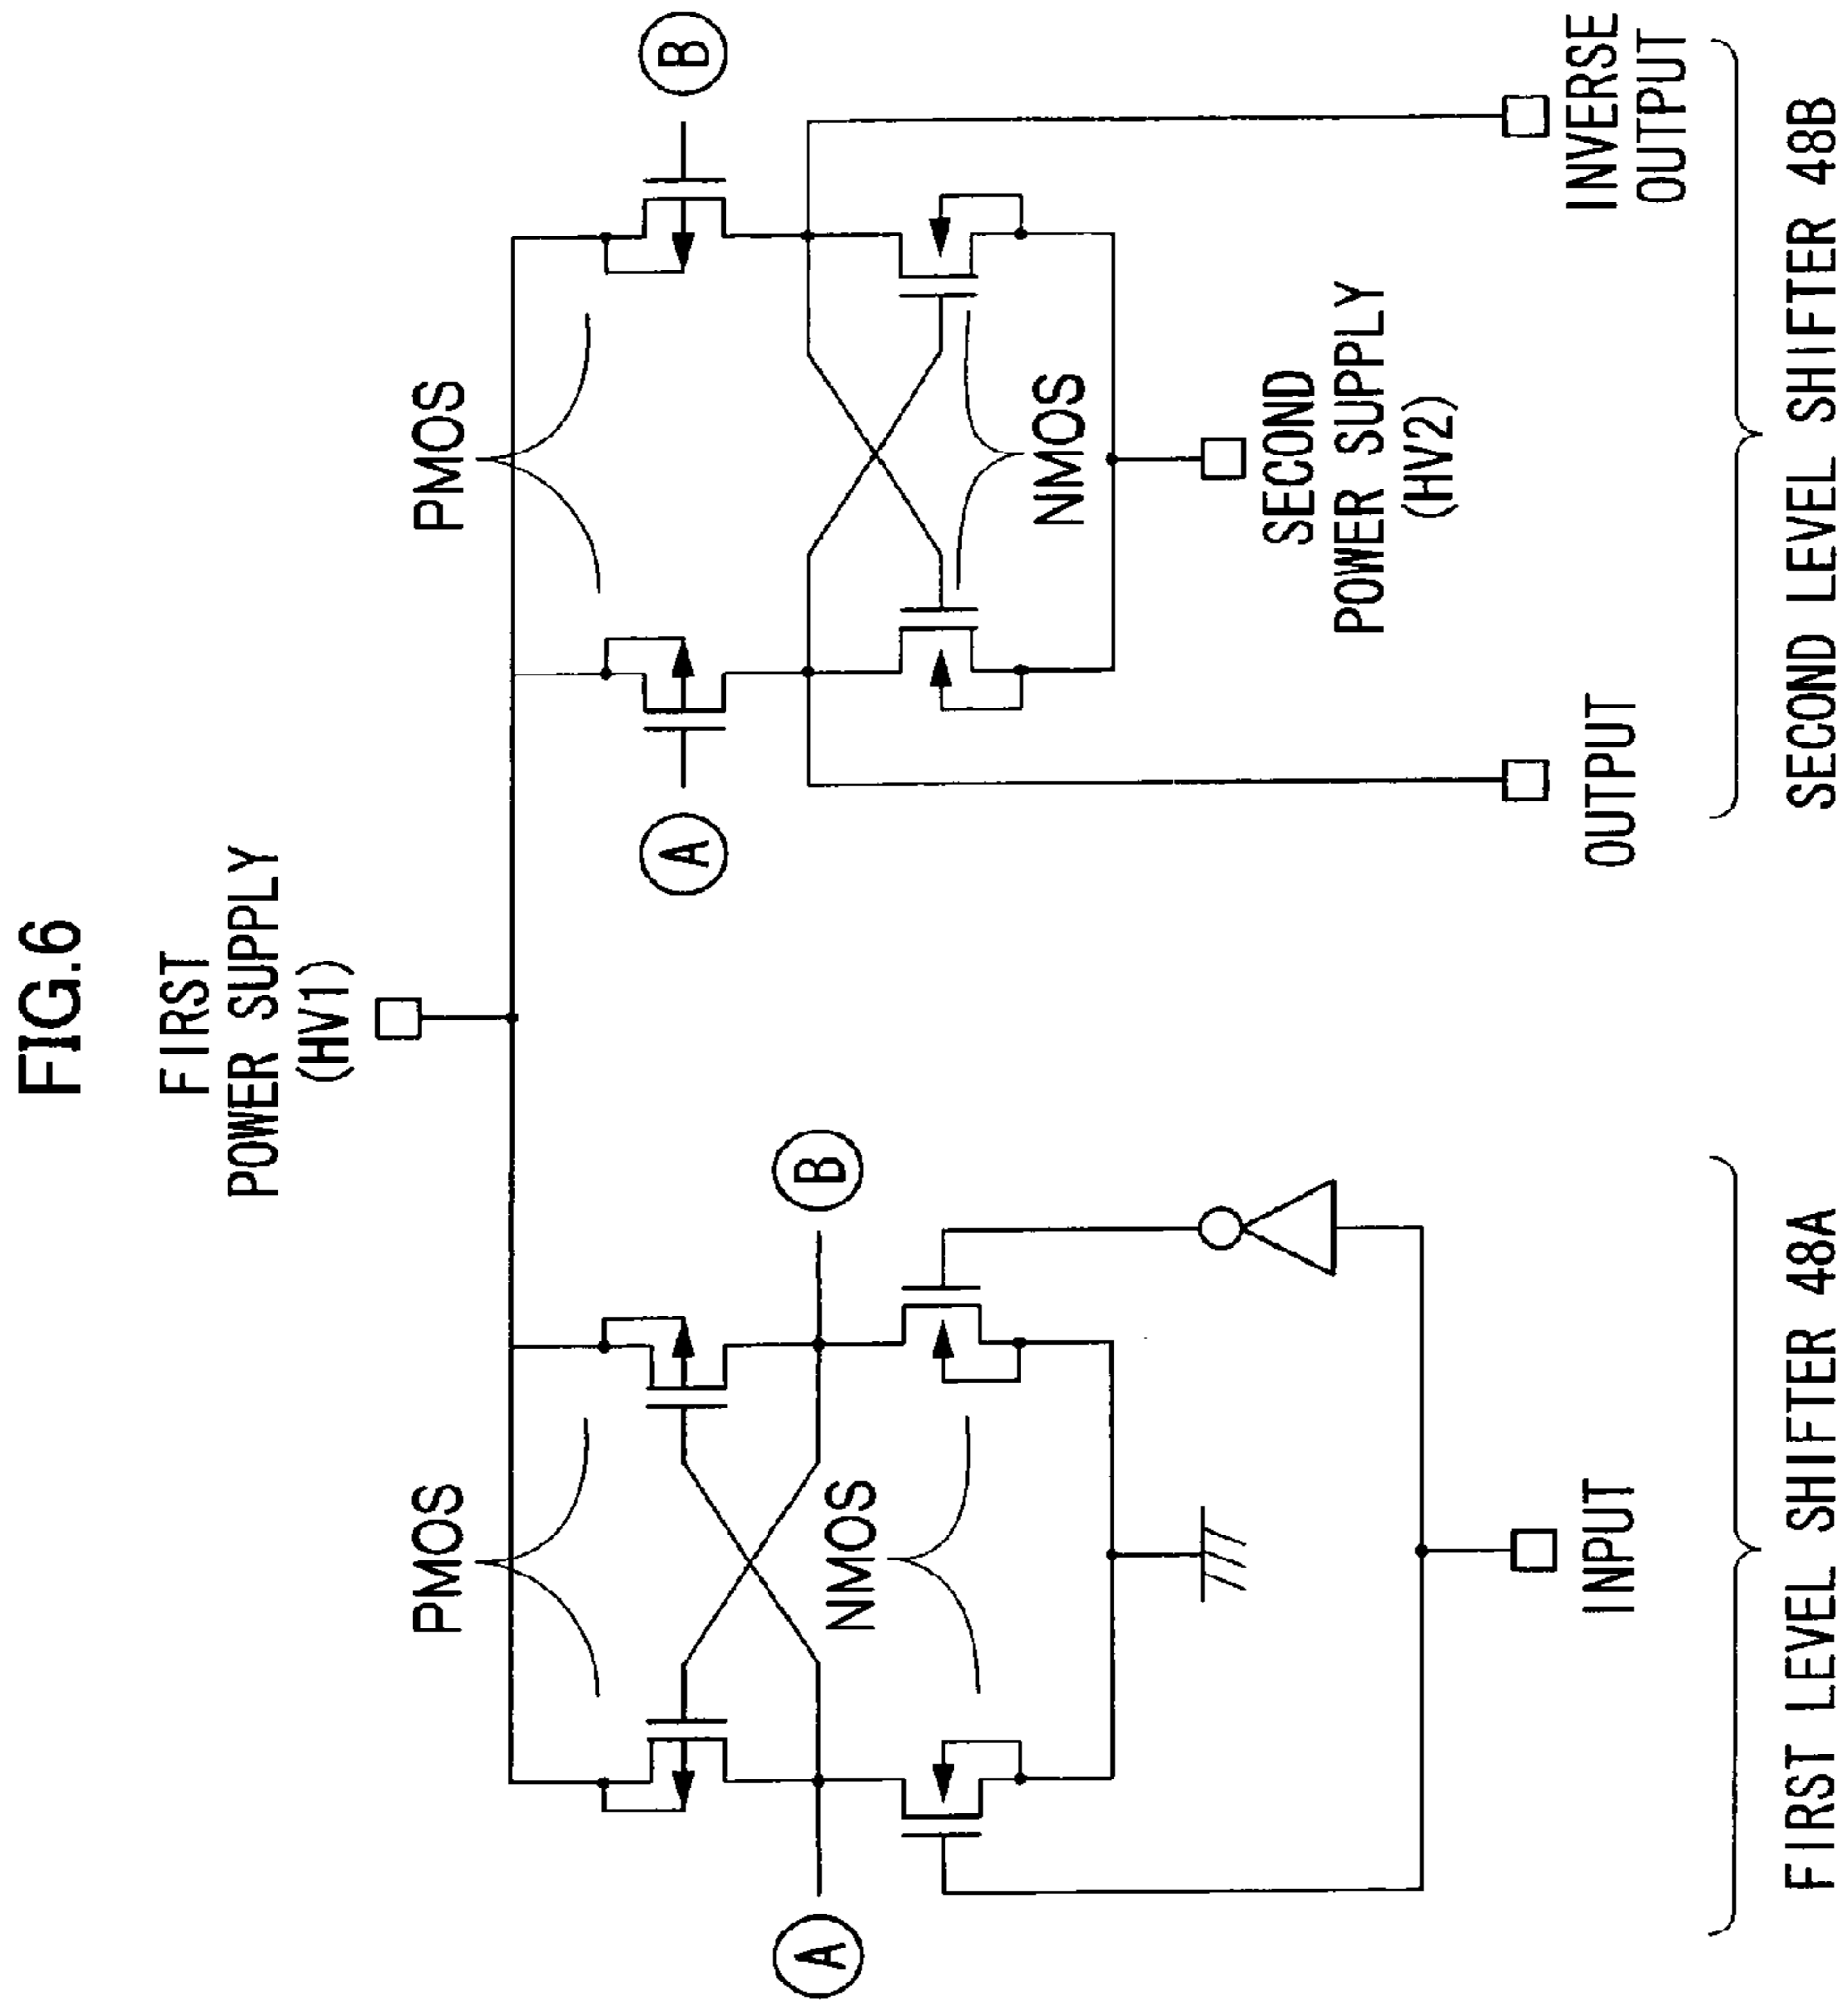 FIG.6
FIRST
POWER SUPPLY
(HV1)
PMOS
PMOS
A
B
A
B
NMOS
NMOS
SECOND
POWER SUPPLY
(HV2)
INPUT
OUTPUT
INVERSE
OUTPUT
FIRST LEVEL SHIFTER 48A
SECOND LEVEL SHIFTER 48B